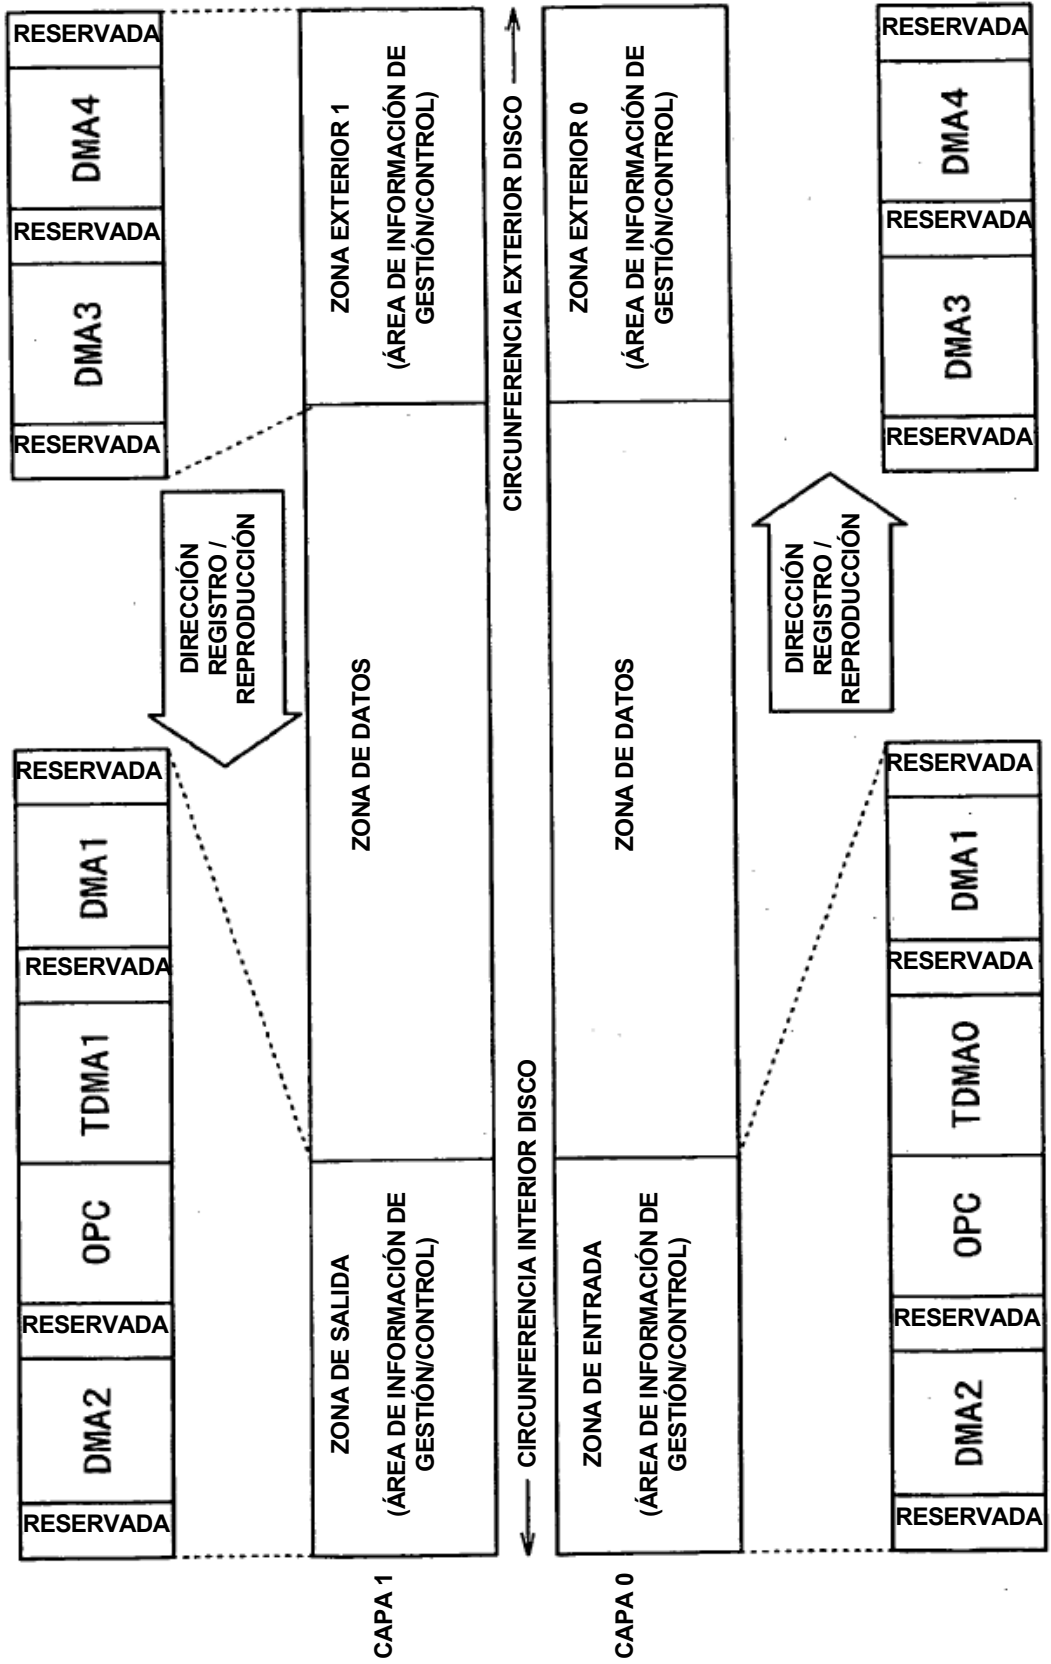 RESERVADA
DMA2
RESERVADA
OPC
TDMA1
RESERVADA
DMA1
RESERVADA
RESERVADA
DMA3
RESERVADA
DMA4
RESERVADA
DIRECCIÓN
REGISTRO /
REPRODUCCIÓN
CAPA 1
ZONA DE SALIDA
(ÁREA DE INFORMACIÓN DE
GESTIÓN/CONTROL)
ZONA DE DATOS
ZONA EXTERIOR 1
(ÁREA DE INFORMACIÓN DE
GESTIÓN/CONTROL)
CIRCUNFERENCIA INTERIOR DISCO
CIRCUNFERENCIA EXTERIOR DISCO
CAPA 0
ZONA DE ENTRADA
(ÁREA DE INFORMACIÓN DE
GESTIÓN/CONTROL)
ZONA DE DATOS
ZONA EXTERIOR 0
(ÁREA DE INFORMACIÓN DE
GESTIÓN/CONTROL)
DIRECCIÓN
REGISTRO /
REPRODUCCIÓN
RESERVADA
DMA2
RESERVADA
OPC
TDMA0
RESERVADA
DMA1
RESERVADA
RESERVADA
DMA3
RESERVADA
DMA4
RESERVADA